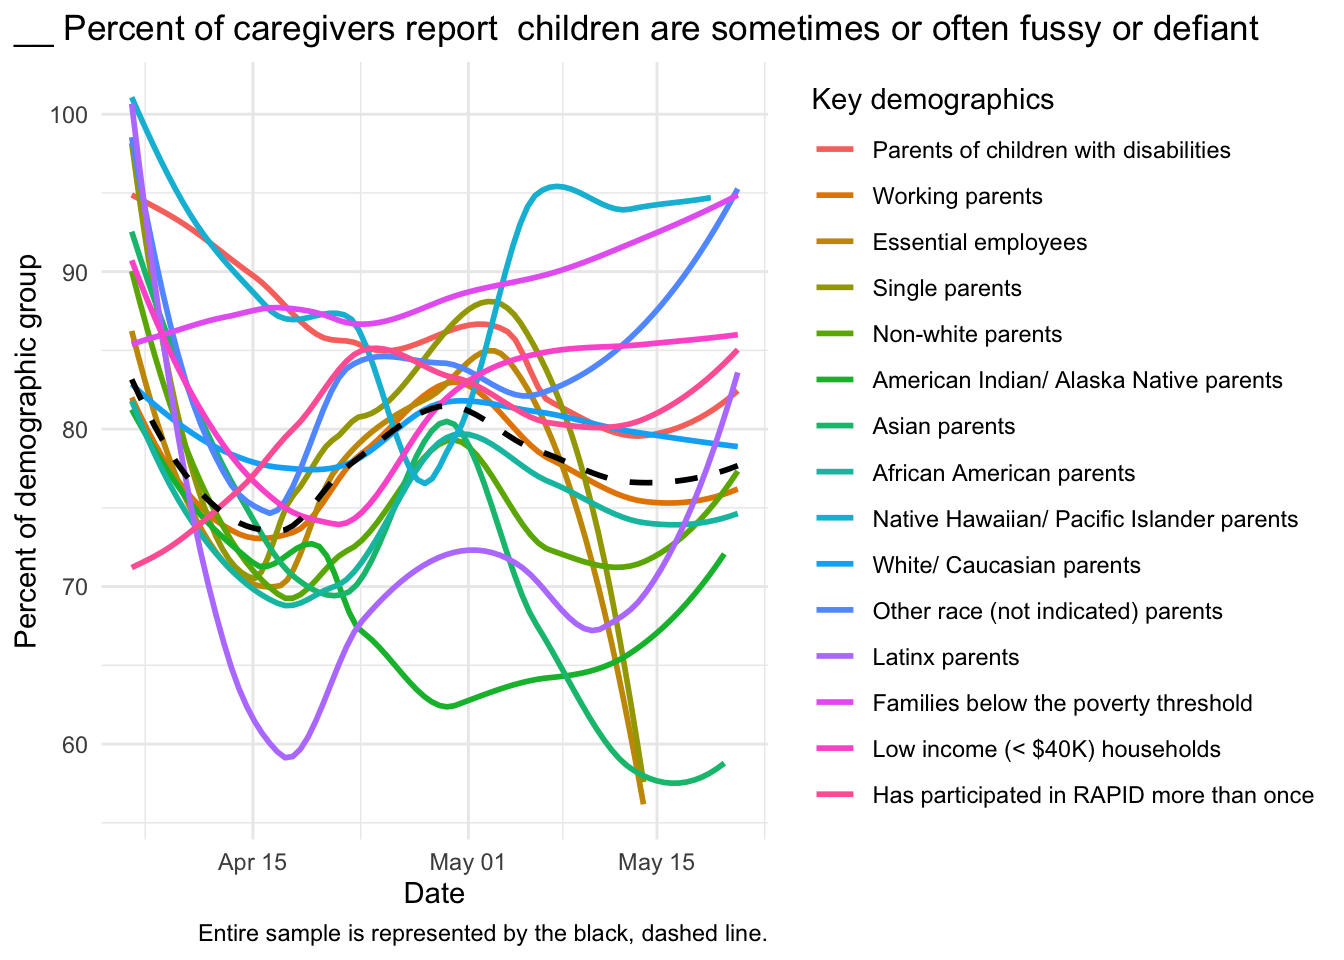 __ Percent of caregivers report  children are sometimes or often fussy or defiant
Key demographics
Parents of children with disabilities
Working parents
Essential employees
Single parents
Non-white parents
American Indian/ Alaska Native parents
Asian parents
African American parents
Native Hawaiian/ Pacific Islander parents
White/ Caucasian parents
Other race (not indicated) parents
Latinx parents
Families below the poverty threshold
Low income (< $40K) households
Has participated in RAPID more than once
Percent of demographic group
100
90
80
70
60
Apr 15
May 01
May 15
Date
Entire sample is represented by the black, dashed line.